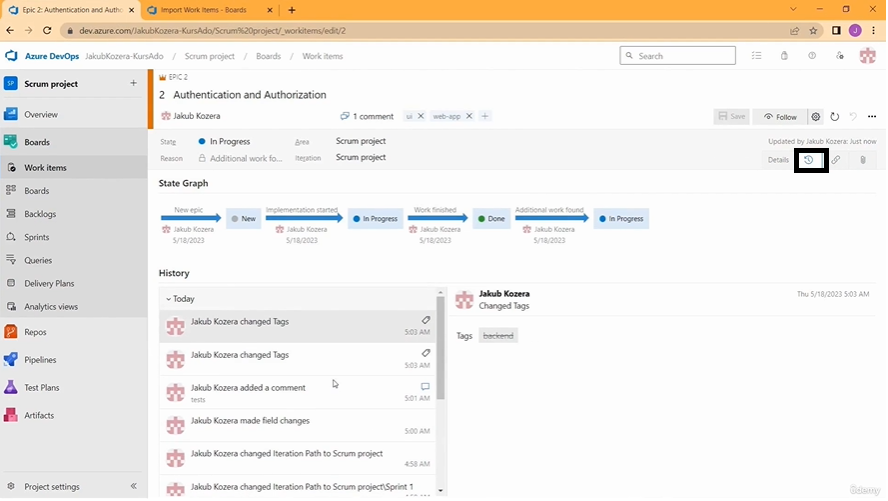 Epic 2: Authentication and Autho
Import Work Items - Boards
dev.azure.com/JakubKozera-KursAdo/Scrum%20project/_workitems/edit/2
J
Azure DevOps JakubKozera-KursAdo / Scrum project / Boards / Work items
Search
SP Scrum project
Overview
Boards
Work items
Boards
Backlogs
Sprints
Queries
Delivery Plans
Analytics views
Repos
Pipelines
Test Plans
Artifacts
Project settings
EPIC 2
2 Authentication and Authorization
Jakub Kozera
1 comment
ui
web-app
Save
Follow
State In Progress Area Scrum project
Updated by Jakub Kozera: Just now
Reason Additional work fo... Iteration Scrum project
Details
State Graph
New epic Implementation started Work finished Additional work found
New In Progress Done In Progress
Jakub Kozera Jakub Kozera Jakub Kozera Jakub Kozera
5/18/2023 5/18/2023 5/18/2023 5/18/2023
History
Today
Jakub Kozera changed Tags
5:03 AM
Jakub Kozera changed Tags
5:03 AM
Jakub Kozera added a comment
tests
5:01 AM
Jakub Kozera made field changes
5:00 AM
Jakub Kozera changed Iteration Path to Scrum project
4:58 AM
Jakub Kozera changed Iteration Path to Scrum project\Sprint 1
Jakub Kozera
Changed Tags
Thu 5/18/2023 5:03 AM
Tags backend
ûdemy